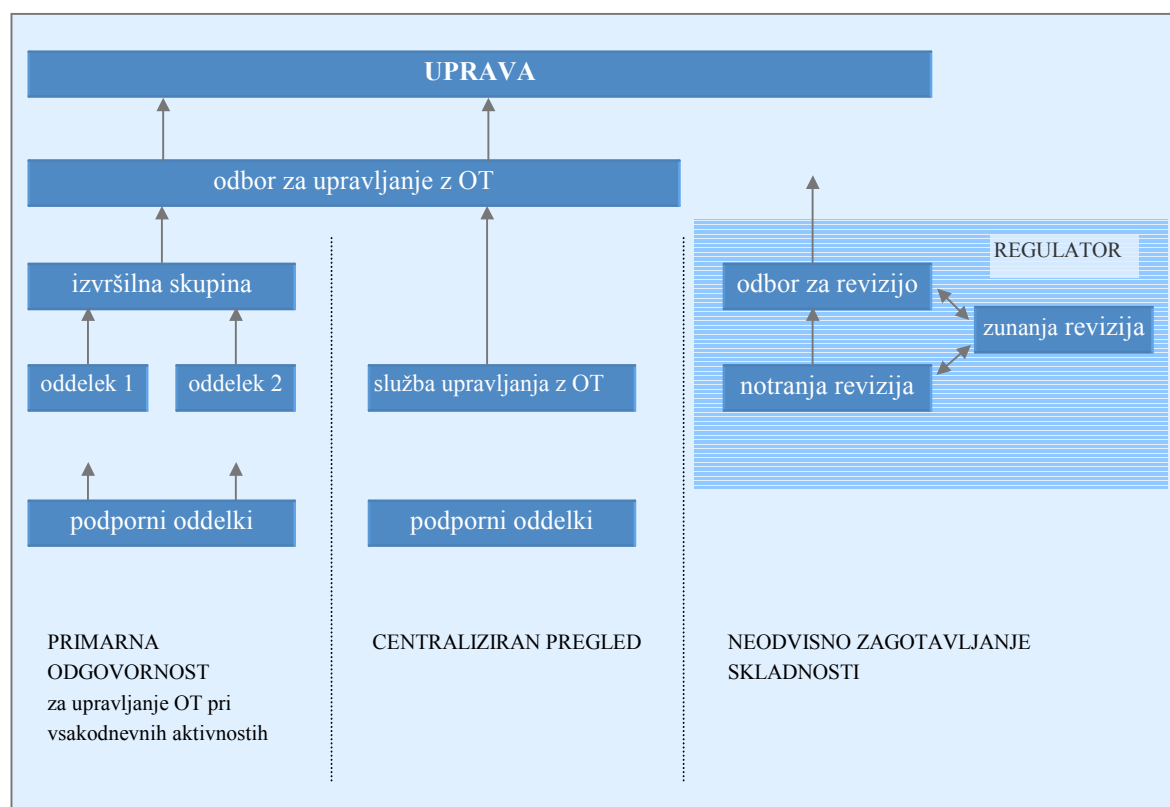 UPRAVA
odbor za upravljanje z OT
REGULATOR
izvršilna skupina
odbor za revizijo
zunanja revizija
oddelek 1
oddelek 2
služba upravljanja z OT
notranja revizija
podporni oddelki
podporni oddelki
PRIMARNA
ODGOVORNOST
za upravljanje OT pri
vsakodnevnih aktivnostih
CENTRALIZIRAN PREGLED
NEODVISNO ZAGOTAVLJANJE
SKLADNOSTI